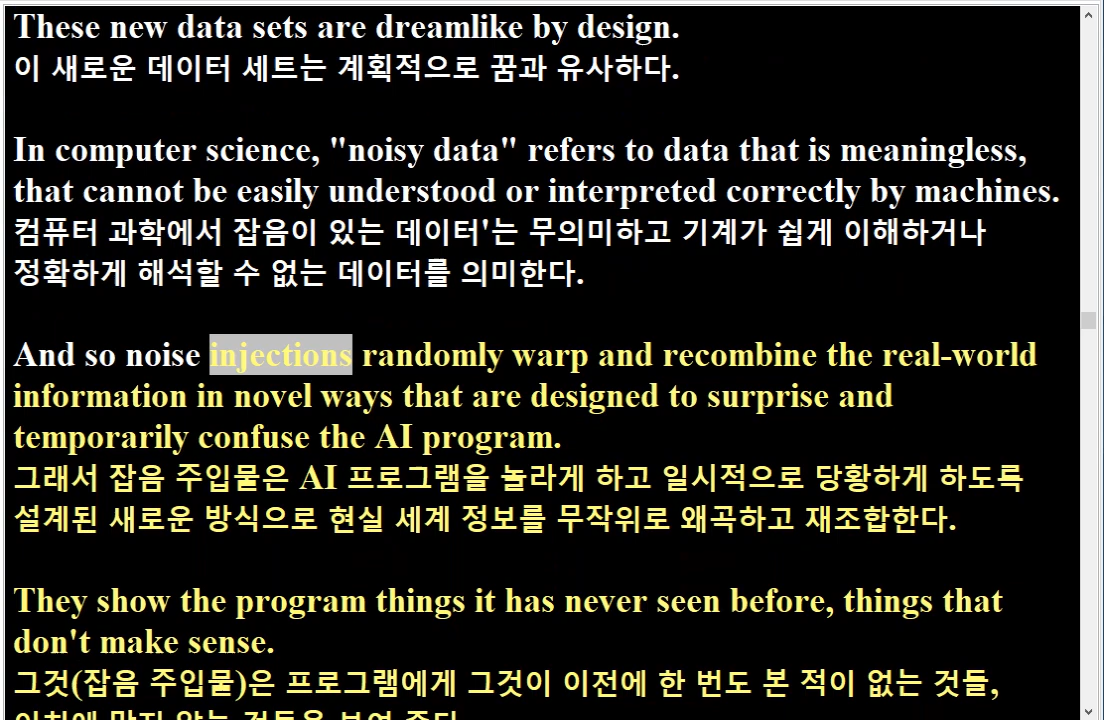 These new data sets are dreamlike by design.
이 새로운 데이터 세트는 계획적으로 꿈과 유사하다.
In computer science, "noisy data" refers to data that is meaningless,
that cannot be easily understood or interpreted correctly by machines.
컴퓨터 과학에서 잡음이 있는 데이터'는 무의미하고 기계가 쉽게 이해하거나
정확하게 해석할 수 없는 데이터를 의미한다.
And so noise injections randomly warp and recombine the real-world
information in novel ways that are designed to surprise and
temporarily confuse the AI program.
그래서 잡음 주입물은 AI 프로그램을 놀라게 하고 일시적으로 당황하게 하도록
설계된 새로운 방식으로 현실 세계 정보를 무작위로 왜곡하고 재조합한다.
They show the program things it has never seen before, things that
don't make sense.
그것(잡음 주입물)은 프로그램에게 그것이 이전에 한 번도 본 적이 없는 것들,